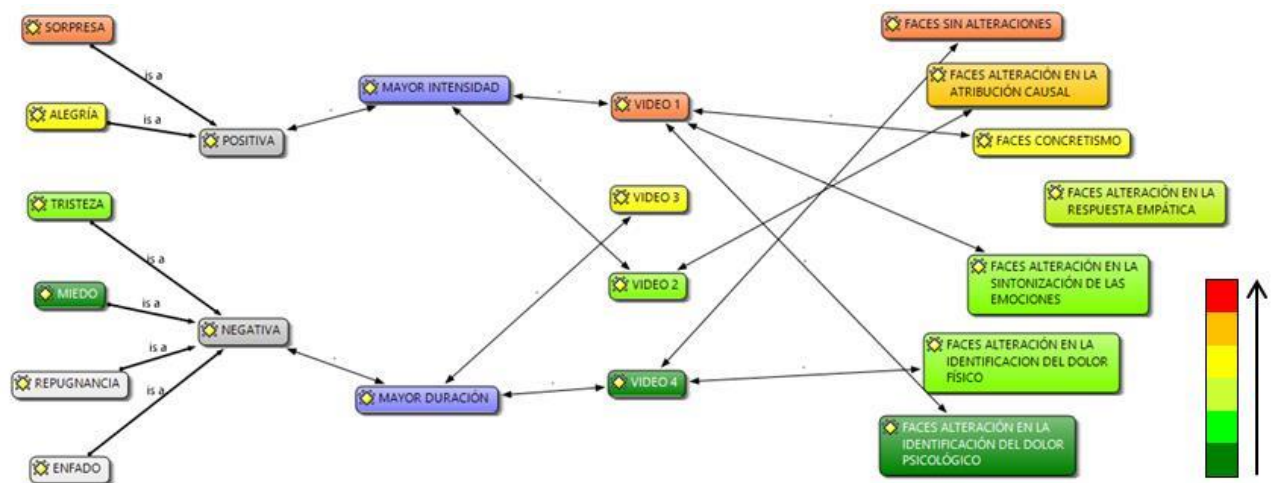 SORPRESA
is a
ALEGRÍA
is a
POSITIVA
TRISTEZA
is a
MIEDO
is a
NEGATIVA
REPUGNANCIA
is a
is a
ENFADO
MAYOR INTENSIDAD
MAYOR DURACIÓN
VIDEO 1
VIDEO 3
VIDEO 2
VIDEO 4
FACES SIN ALTERACIONES
FACES ALTERACIÓN EN LA
ATRIBUCIÓN CAUSAL
FACES CONCRETISMO
FACES ALTERACIÓN EN LA
RESPUESTA EMPÁTICA
FACES ALTERACIÓN EN LA
SINTONIZACIÓN DE LAS
EMOCIONES
FACES ALTERACIÓN EN LA
IDENTIFICACION DEL DOLOR
FÍSICO
FACES ALTERACIÓN EN LA
IDENTIFICACIÓN DEL DOLOR
PSICOLÓGICO